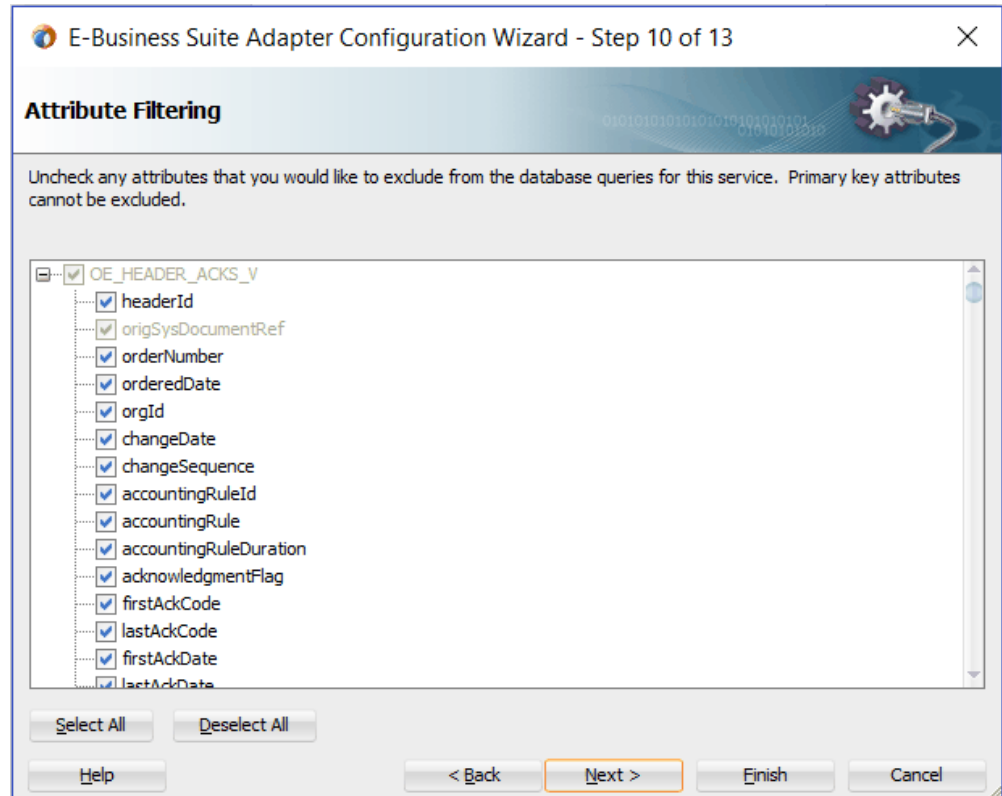 E-Business Suite Adapter Configuration Wizard - Step 10 of 13
Attribute Filtering
Uncheck any attributes that you would like to exclude from the database queries for this service. Primary key attributes
cannot be excluded.
OE_HEADER_ACKS_V
headerId
origSysDocumentRef
orderNumber
orderedDate
orgId
changeDate
changeSequence
accountingRuleId
accountingRule
accountingRuleDuration
acknowledgmentFlag
firstAckCode
lastAckCode
firstAckDate
lastAckDate
Select All Deselect All
Help < Back Next > Finish Cancel